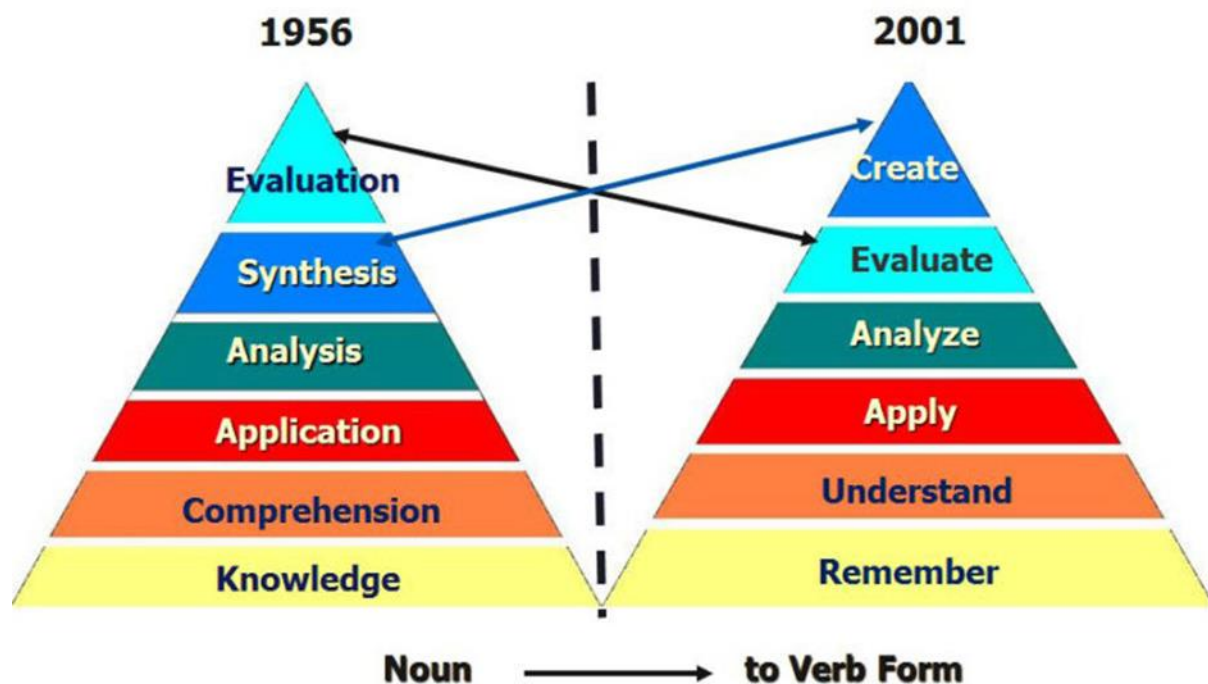 1956
Evaluation
Synthesis
Analysis
Application
Comprehension
Knowledge
2001
Create
Evaluate
Analyze
Apply
Understand
Remember
Noun to Verb Form